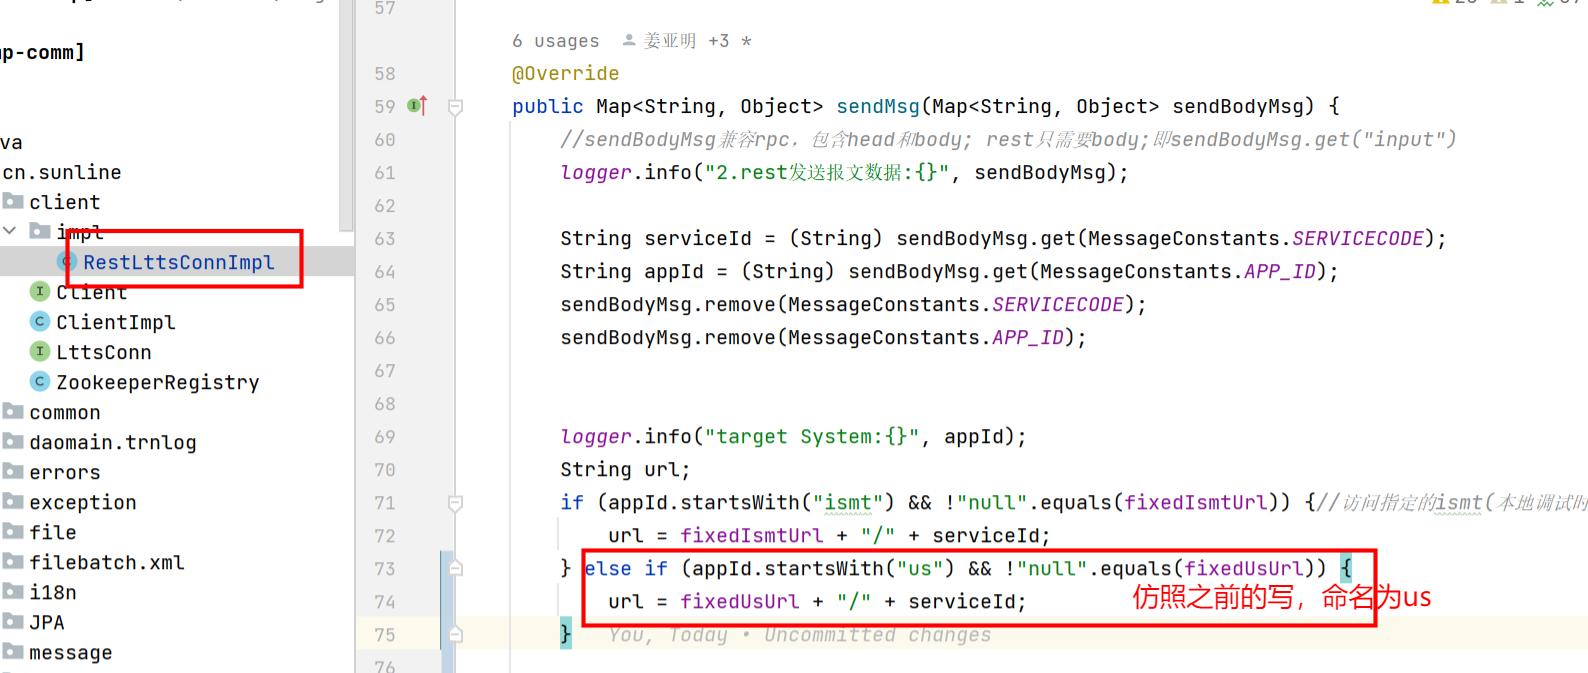 p-comm]
va
cn.sunline
client
impl
RestLttsConnImpl
Client
ClientImpl
LttsConn
ZookeeperRegistry
common
daomain.trnlog
errors
exception
file
filebatch.xml
i18n
JPA
message
57
6 usages 姜亚明 +3 *
58 @Override
59 public Map<String, Object> sendMsg(Map<String, Object> sendBodyMsg) {
60 //sendBodyMsg兼容rpc，包含head和body; rest只需要body;即sendBodyMsg.get("input")
61 logger.info("2.rest发送报文数据:{}", sendBodyMsg);
62
63 String serviceId = (String) sendBodyMsg.get(MessageConstants.SERVICECODE);
64 String appId = (String) sendBodyMsg.get(MessageConstants.APP_ID);
65 sendBodyMsg.remove(MessageConstants.SERVICECODE);
66 sendBodyMsg.remove(MessageConstants.APP_ID);
67
68
69 logger.info("target System:{}", appId);
70 String url;
71 if (appId.startsWith("ismt") && !"null".equals(fixedIsmtUrl)) {//访问指定的ismt(本地调试时
72 url = fixedIsmtUrl + "/" + serviceId;
73 } else if (appId.startsWith("us") && !"null".equals(fixedUsUrl)) {
74 url = fixedUsUrl + "/" + serviceId;
仿照之前的写，命名为us
75 } You, Today • Uncommitted changes
76